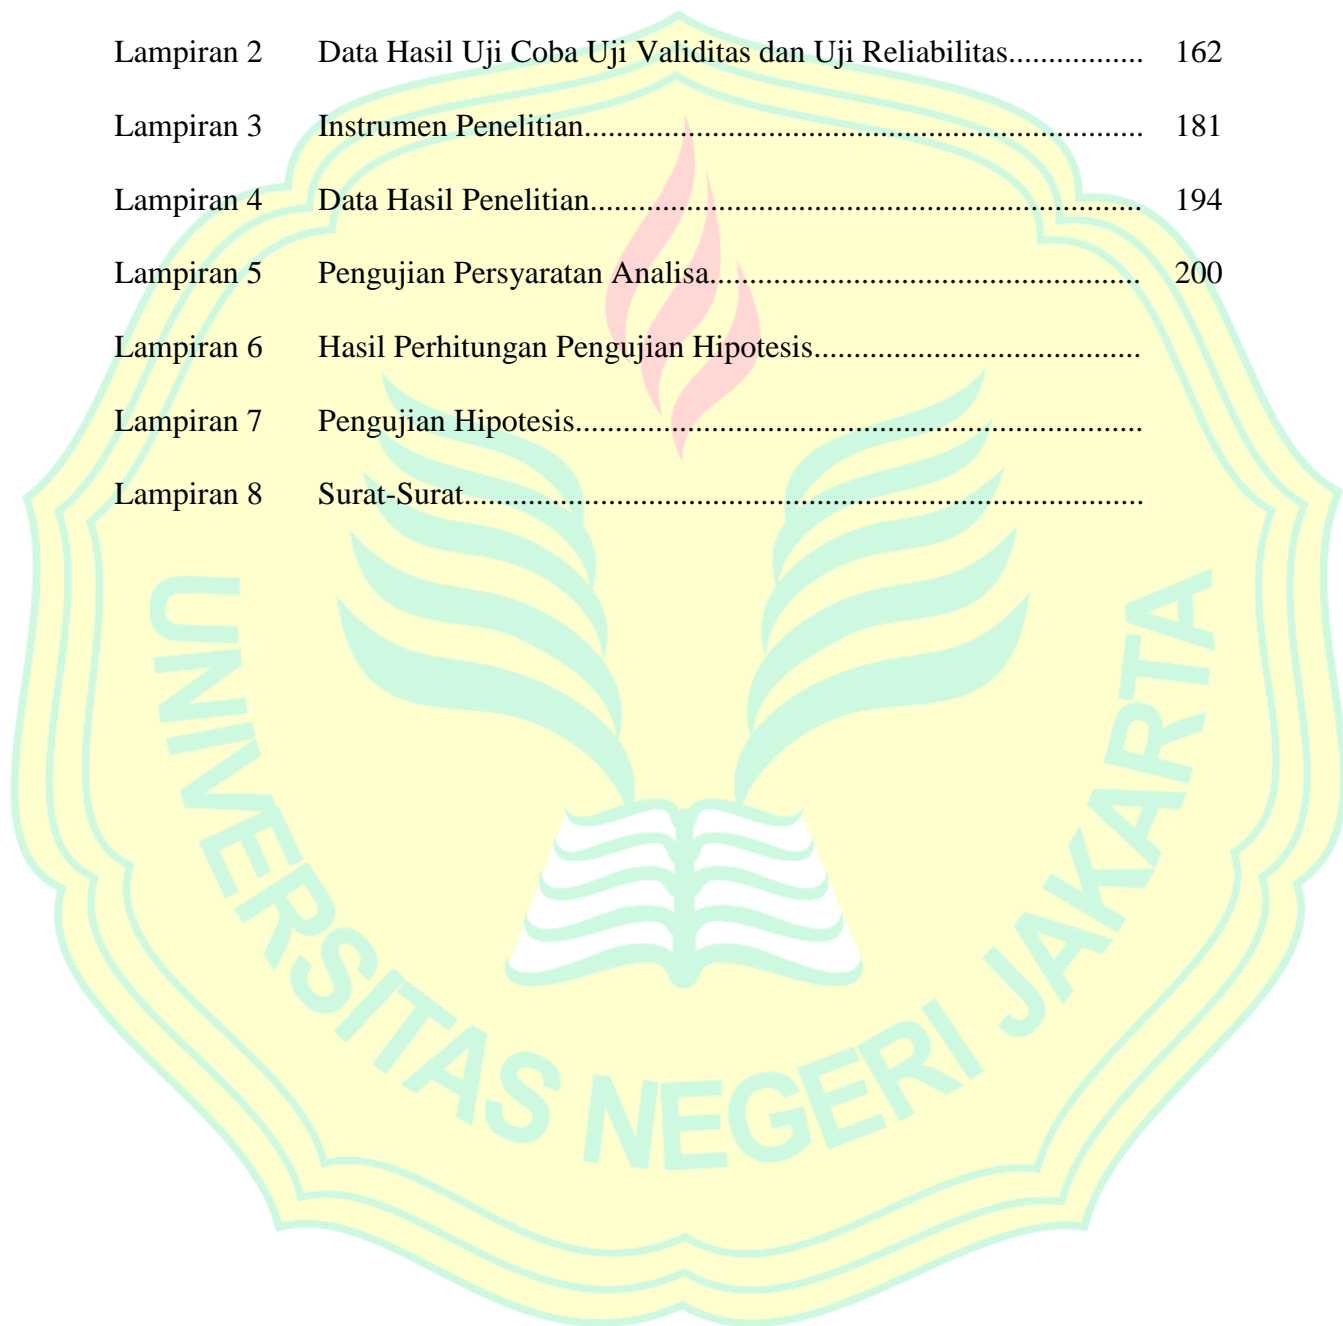 Lampiran 2 Data Hasil Uji Coba Uji Validitas dan Uji Reliabilitas................. 162
Lampiran 3 Instrumen Penelitian...................................................................... 181
Lampiran 4 Data Hasil Penelitian..................................................................... 194
Lampiran 5 Pengujian Persyaratan Analisa...................................................... 200
Lampiran 6 Hasil Perhitungan Pengujian Hipotesis.........................................
Lampiran 7 Pengujian Hipotesis.......................................................................
Lampiran 8 Surat-Surat.....................................................................................
UNIVERSITAS NEGERI JAKARTA